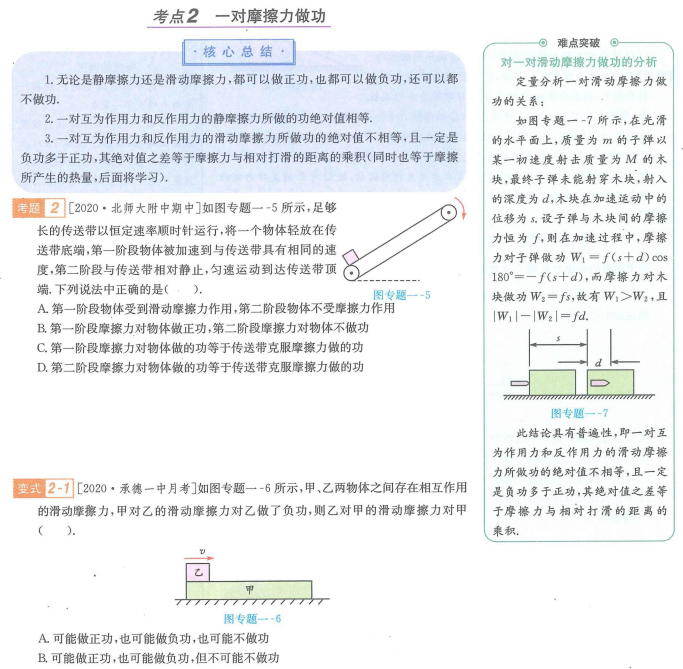 考点2 一对摩擦力做功
·核心总结·
1.无论是静摩擦力还是滑动摩擦力,都可以做正功,也都可以做负功,还可以都
不做功.
2.一对互为作用力和反作用力的静摩擦力所做的功绝对值相等.
3.一对互为作用力和反作用力的滑动摩擦力所做功的绝对值不相等,且一定是
负功多于正功,其绝对值之差等于摩擦力与相对打滑的距离的乘积(同时也等于摩擦
所产生的热量,后面将学习).
考题 2 [2020·北师大附中期中]如图专题一-5所示,足够
长的传送带以恒定速率顺时针运行,将一个物体轻放在传
送带底端,第一阶段物体被加速到与传送带具有相同的速
度,第二阶段与传送带相对静止,匀速运动到达传送带顶
端.下列说法中正确的是( ).
图专题一-5
A.第一阶段物体受到滑动摩擦力作用,第二阶段物体不受摩擦力作用
B.第一阶段摩擦力对物体做正功,第二阶段摩擦力对物体不做功
C.第一阶段摩擦力对物体做的功等于传送带克服摩擦力做的功
D.第二阶段摩擦力对物体做的功等于传送带克服摩擦力做的功
变式 2-1 [2020·承德一中月考]如图专题一-6所示,甲、乙两物体之间存在相互作用
的滑动摩擦力,甲对乙的滑动摩擦力对乙做了负功,则乙对甲的滑动摩擦力对甲
( ).
v
乙
甲
图专题一-6
A.可能做正功,也可能做负功,也可能不做功
B.可能做正功,也可能做负功,但不可能不做功
难点突破
对一对滑动摩擦力做功的分析
定量分析一对滑动摩擦力做
功的关系:
如图专题一-7所示,在光滑
的水平面上,质量为m的子弹以
某一初速度射击质量为M的木
块,最终子弹未能射穿木块,射入
的深度为d,木块在加速运动中的
位移为s.设子弹与木块间的摩擦
力恒为f,则在加速过程中,摩擦
力对子弹做功W₁=f(s+d)cos
180°=-f(s+d),而摩擦力对木
块做功W₂=fs,故有W₁>W₂,且
|W₁|-|W₂|=fd.
s
d
图专题一-7
此结论具有普遍性,即一对互
为作用力和反作用力的滑动摩擦
力所做功的绝对值不相等,且一定
是负功多于正功,其绝对值之差等
于摩擦力与相对打滑的距离的
乘积.